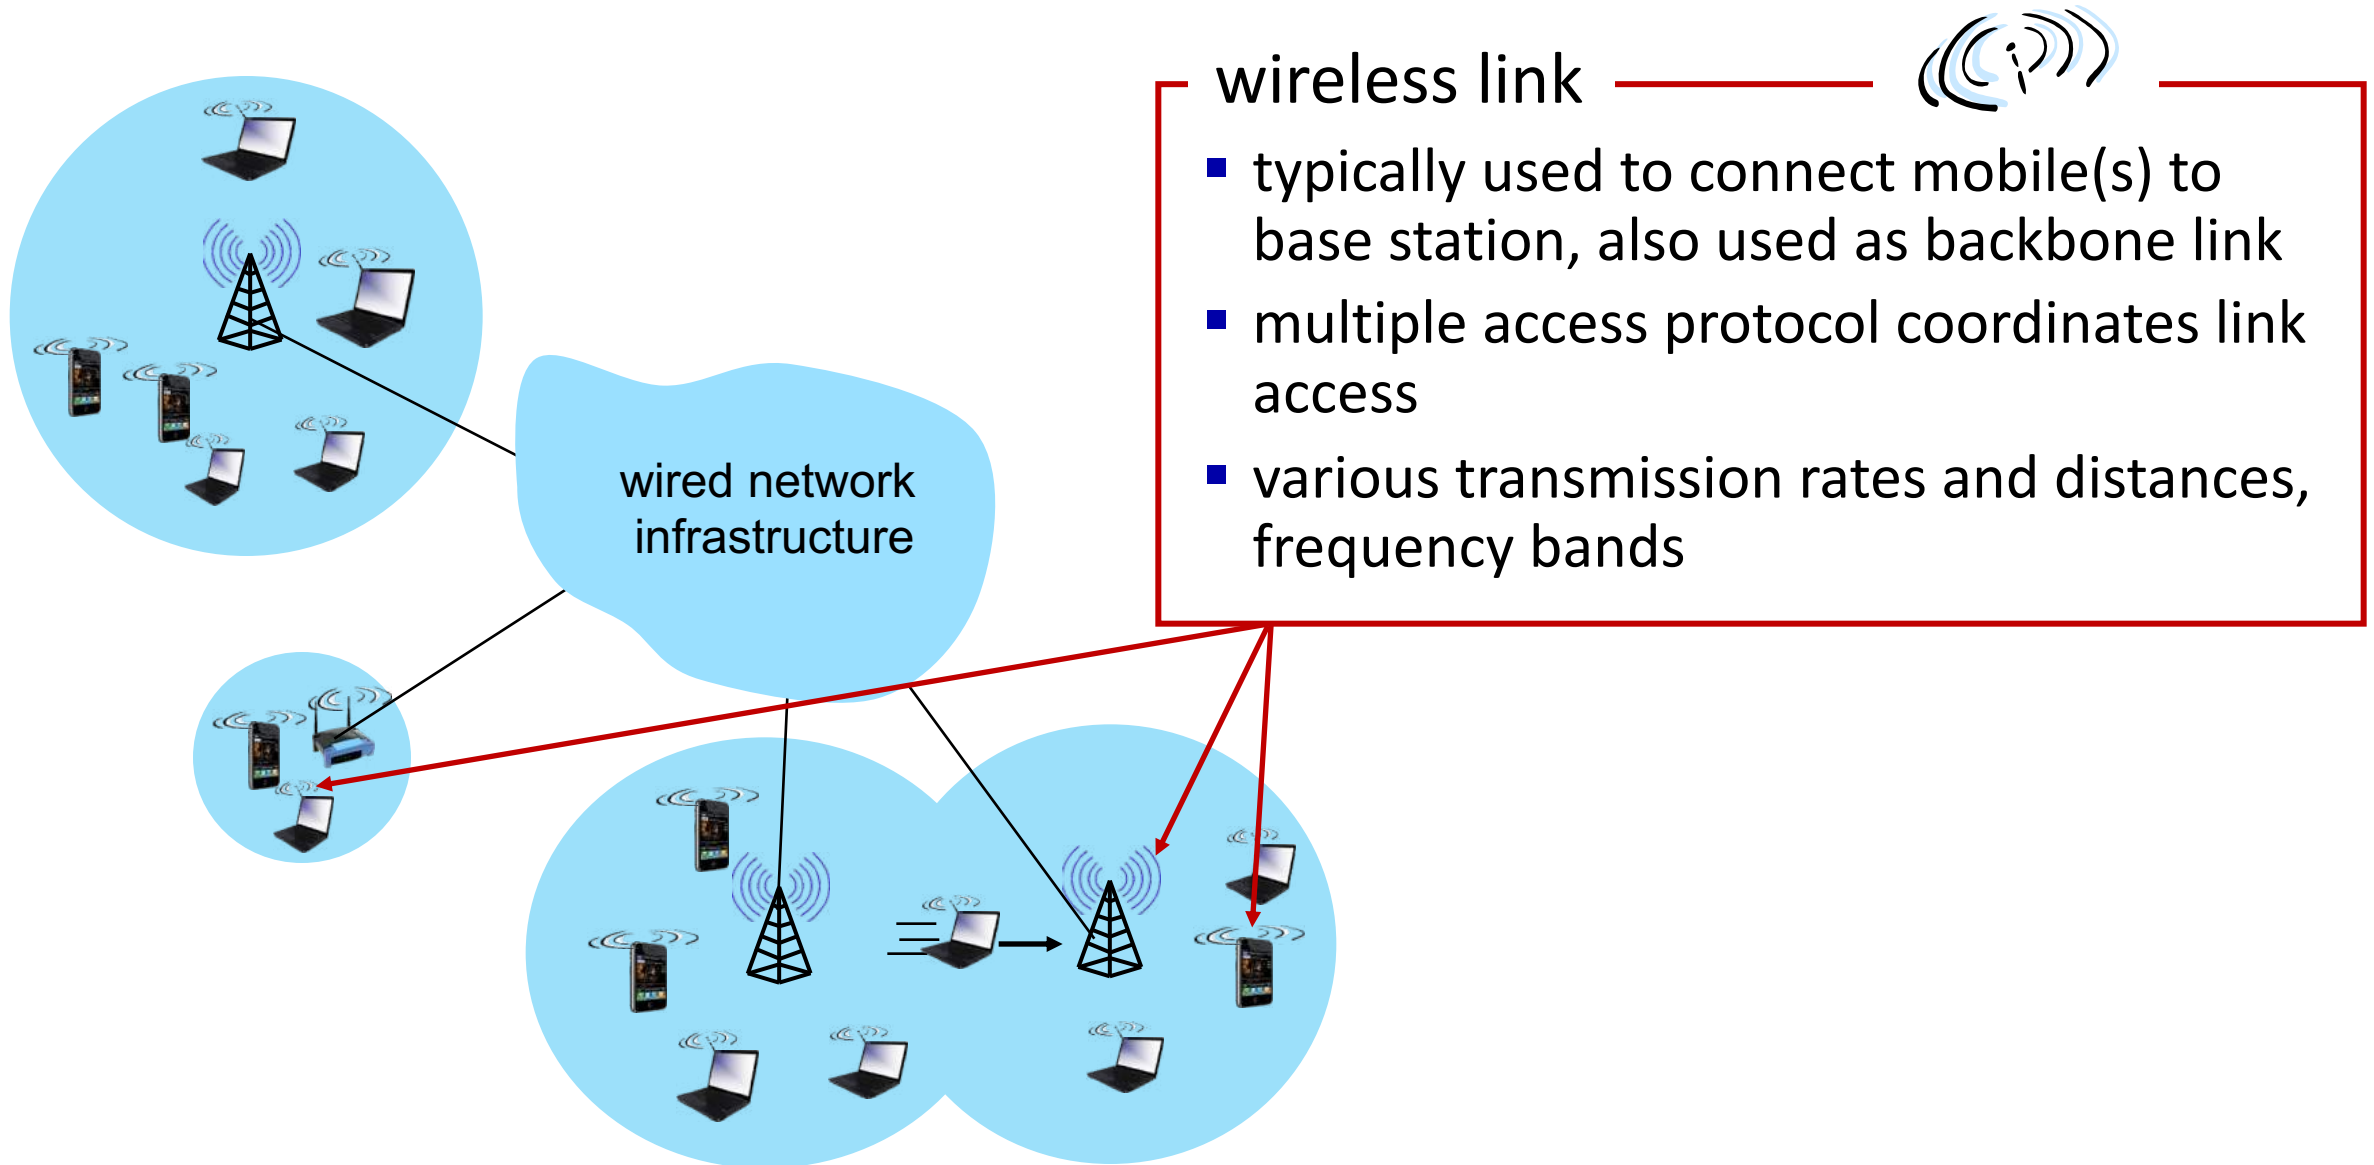 wireless link
typically used to connect mobile(s) to
base station, also used as backbone link
multiple access protocol coordinates link
access
various transmission rates and distances,
frequency bands
wired network
infrastructure